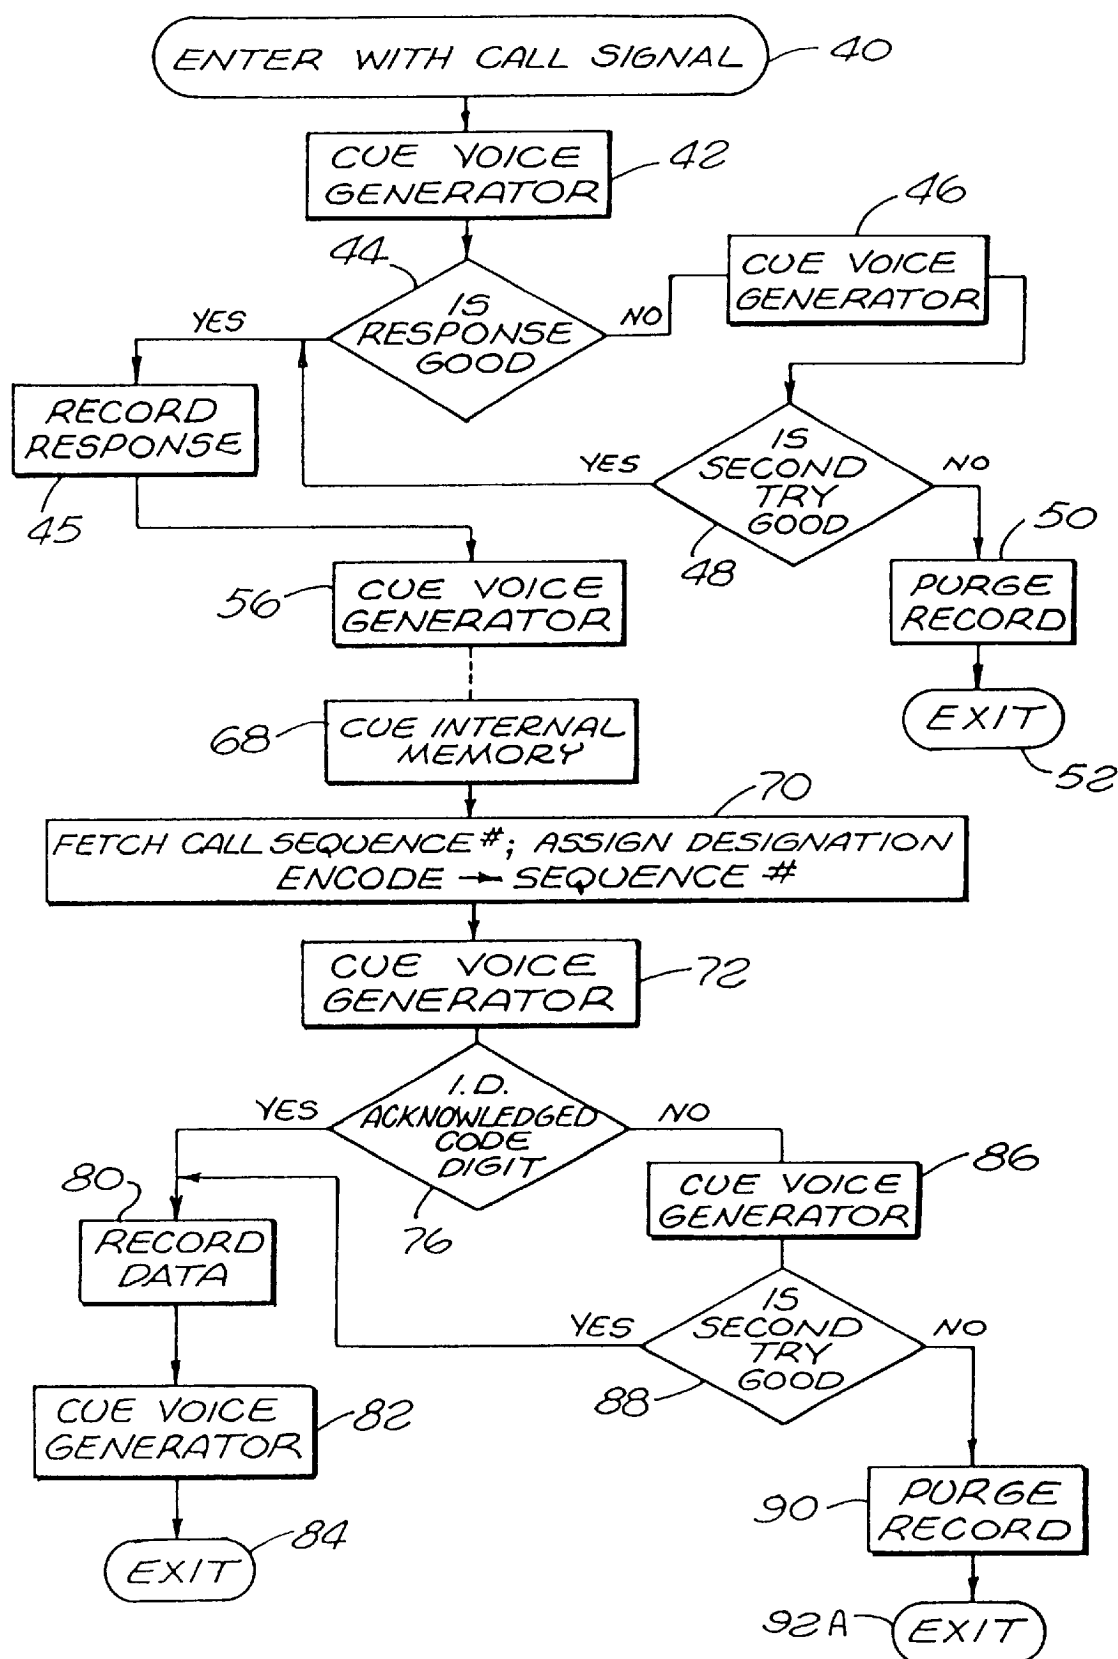 ENTER WITH CALL SIGNAL
40
CUE VOICE
GENERATOR
42
44
IS
RESPONSE
GOOD
YES
NO
46
CUE VOICE
GENERATOR
RECORD
RESPONSE
45
IS
SECOND
TRY
GOOD
YES
NO
48
50
PURGE
RECORD
EXIT
52
56
CUE VOICE
GENERATOR
68
CUE INTERNAL
MEMORY
70
FETCH CALL SEQUENCE #; ASSIGN DESIGNATION
ENCODE → SEQUENCE #
CUE VOICE
GENERATOR
72
I.D.
ACKNOWLEDGED
CODE
DIGIT
YES
NO
76
80
RECORD
DATA
86
CUE VOICE
GENERATOR
IS
SECOND
TRY
GOOD
YES
NO
88
CUE VOICE
GENERATOR
82
EXIT
84
90
PURGE
RECORD
92A
EXIT